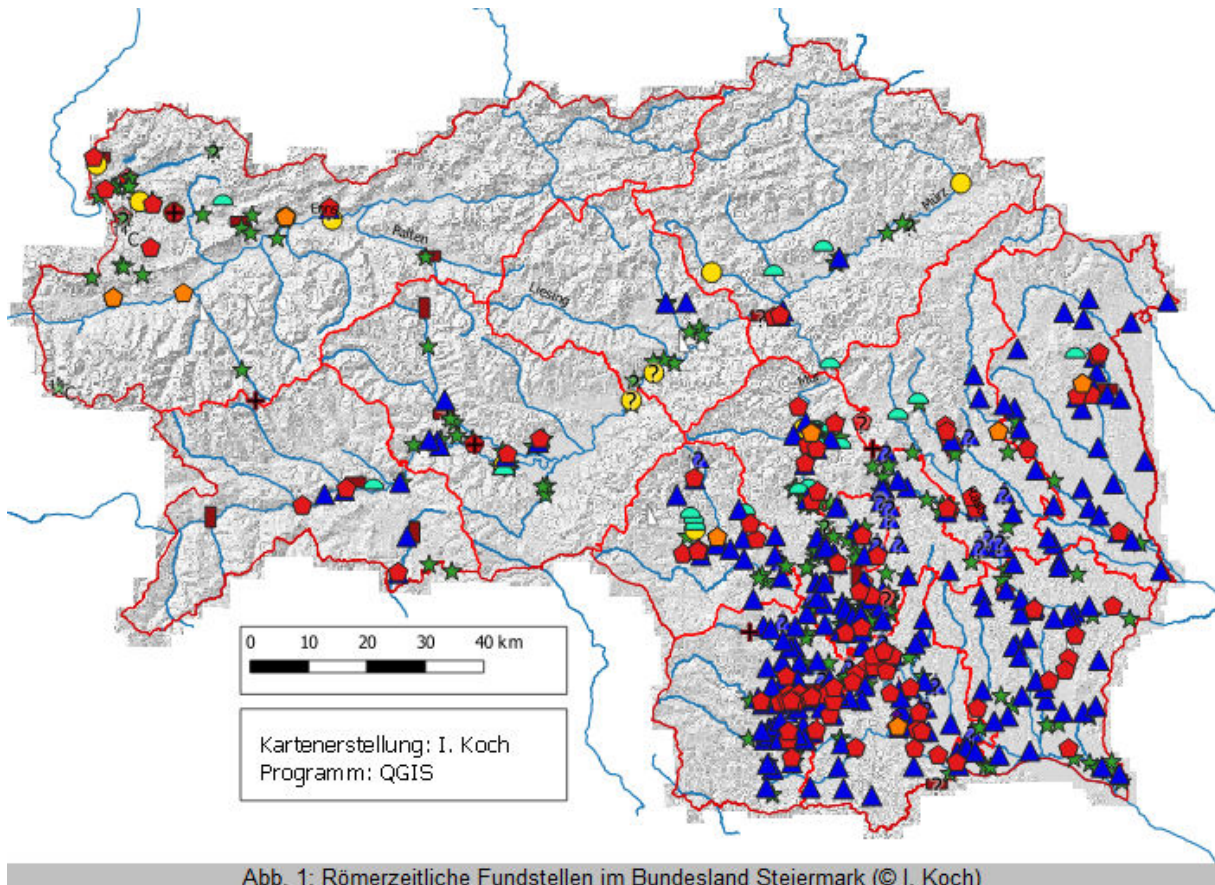 Enns
Palten
Liesing
Mürz
Mur
0 10 20 30 40 km
Kartenerstellung: I. Koch
Programm: QGIS
Abb. 1: Römerzeitliche Fundstellen im Bundesland Steiermark (© I. Koch)